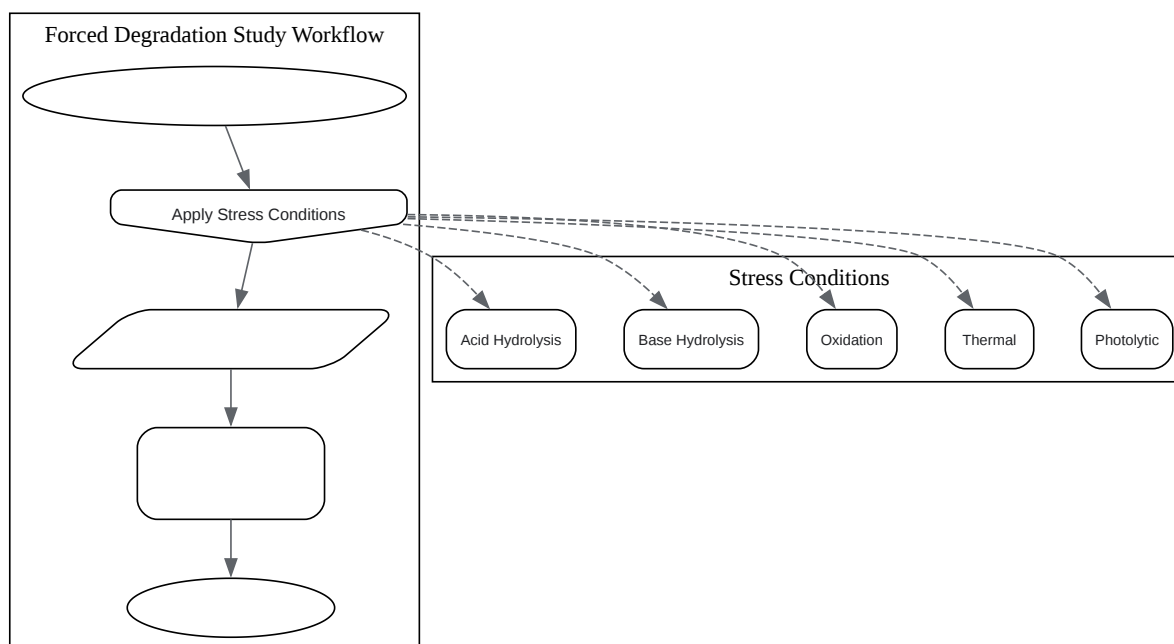 Forced Degradation Study Workflow
Apply Stress Conditions
Stress Conditions
Acid Hydrolysis
Base Hydrolysis
Oxidation
Thermal
Photolytic